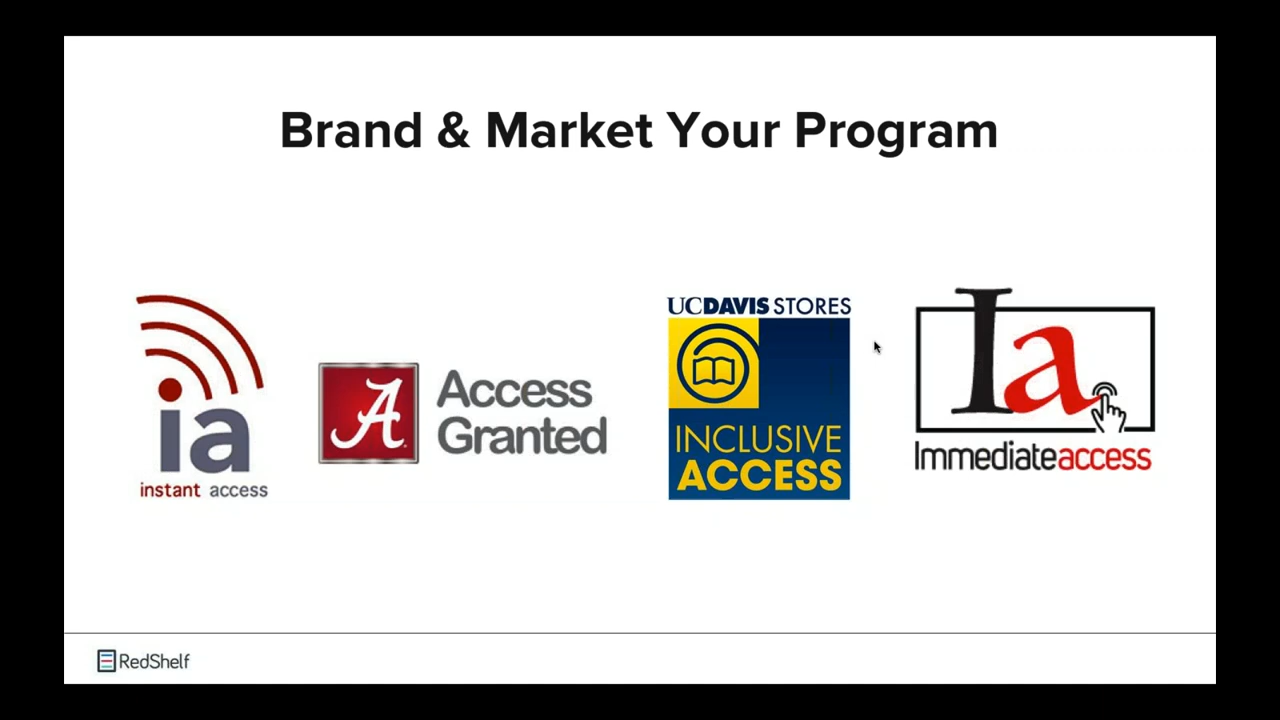 Brand & Market Your Program
ia
instant access
A
Access
Granted
UCDAVIS STORES
INCLUSIVE
ACCESS
Ia
Immediateaccess
RedShelf